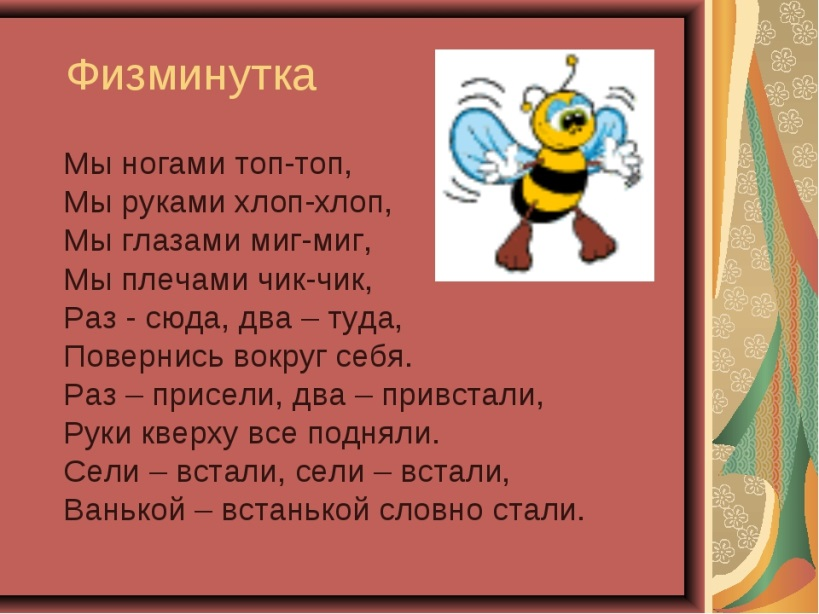 Физминутка
Мы ногами топ-топ,
Мы руками хлоп-хлоп,
Мы глазами миг-миг,
Мы плечами чик-чик,
Раз - сюда, два – туда,
Повернись вокруг себя.
Раз – присели, два – привстали,
Руки кверху все подняли.
Сели – встали, сели – встали,
Ванькой – встанькой словно стали.